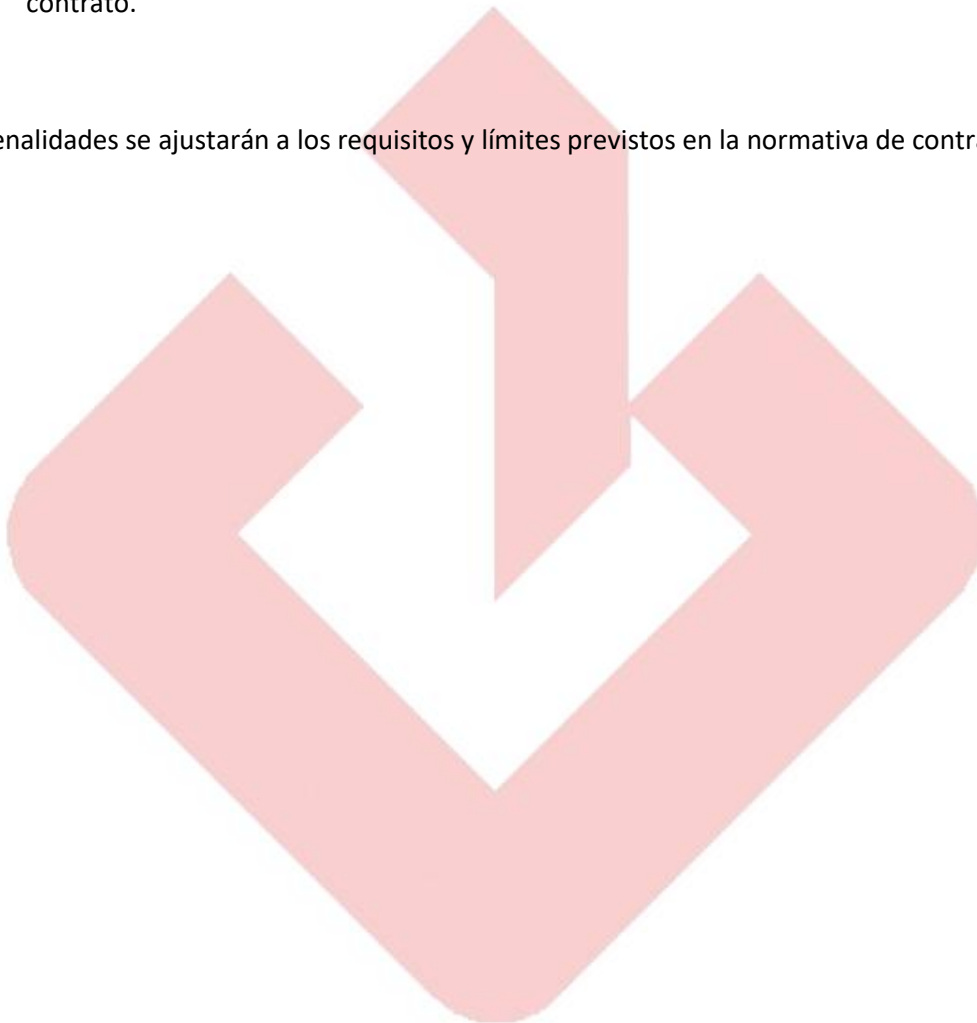 contrato.
enalidades se ajustarán a los requisitos y límites previstos en la normativa de contra